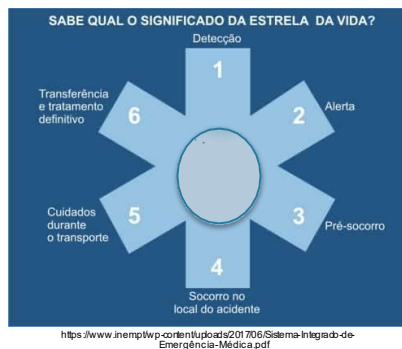 SABE QUAL O SIGNIFICADO DA ESTRELA DA VIDA?
Detecção
1
Transferência
e tratamento
definitivo
6
2
Alerta
Cuidados
durante
o transporte
5
3
Pré-socorro
4
Socorro no
local do acidente
https://www.inempt/wp-content/uploads/2017/06/Sistema-Integrado-de-
Emergência-Médica.pdf